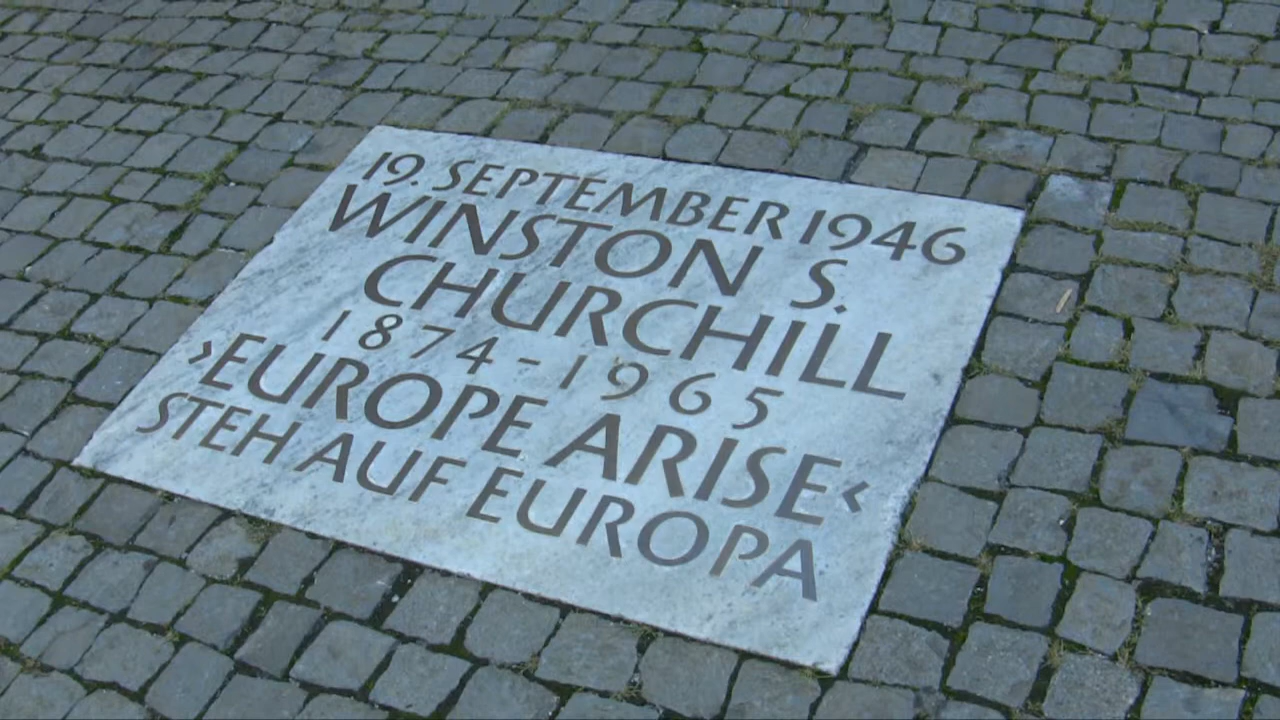 19. SEPTEMBER 1946
WINSTON S.
CHURCHILL
1874-1965
›EUROPE ARISE‹
STEH AUF EUROPA